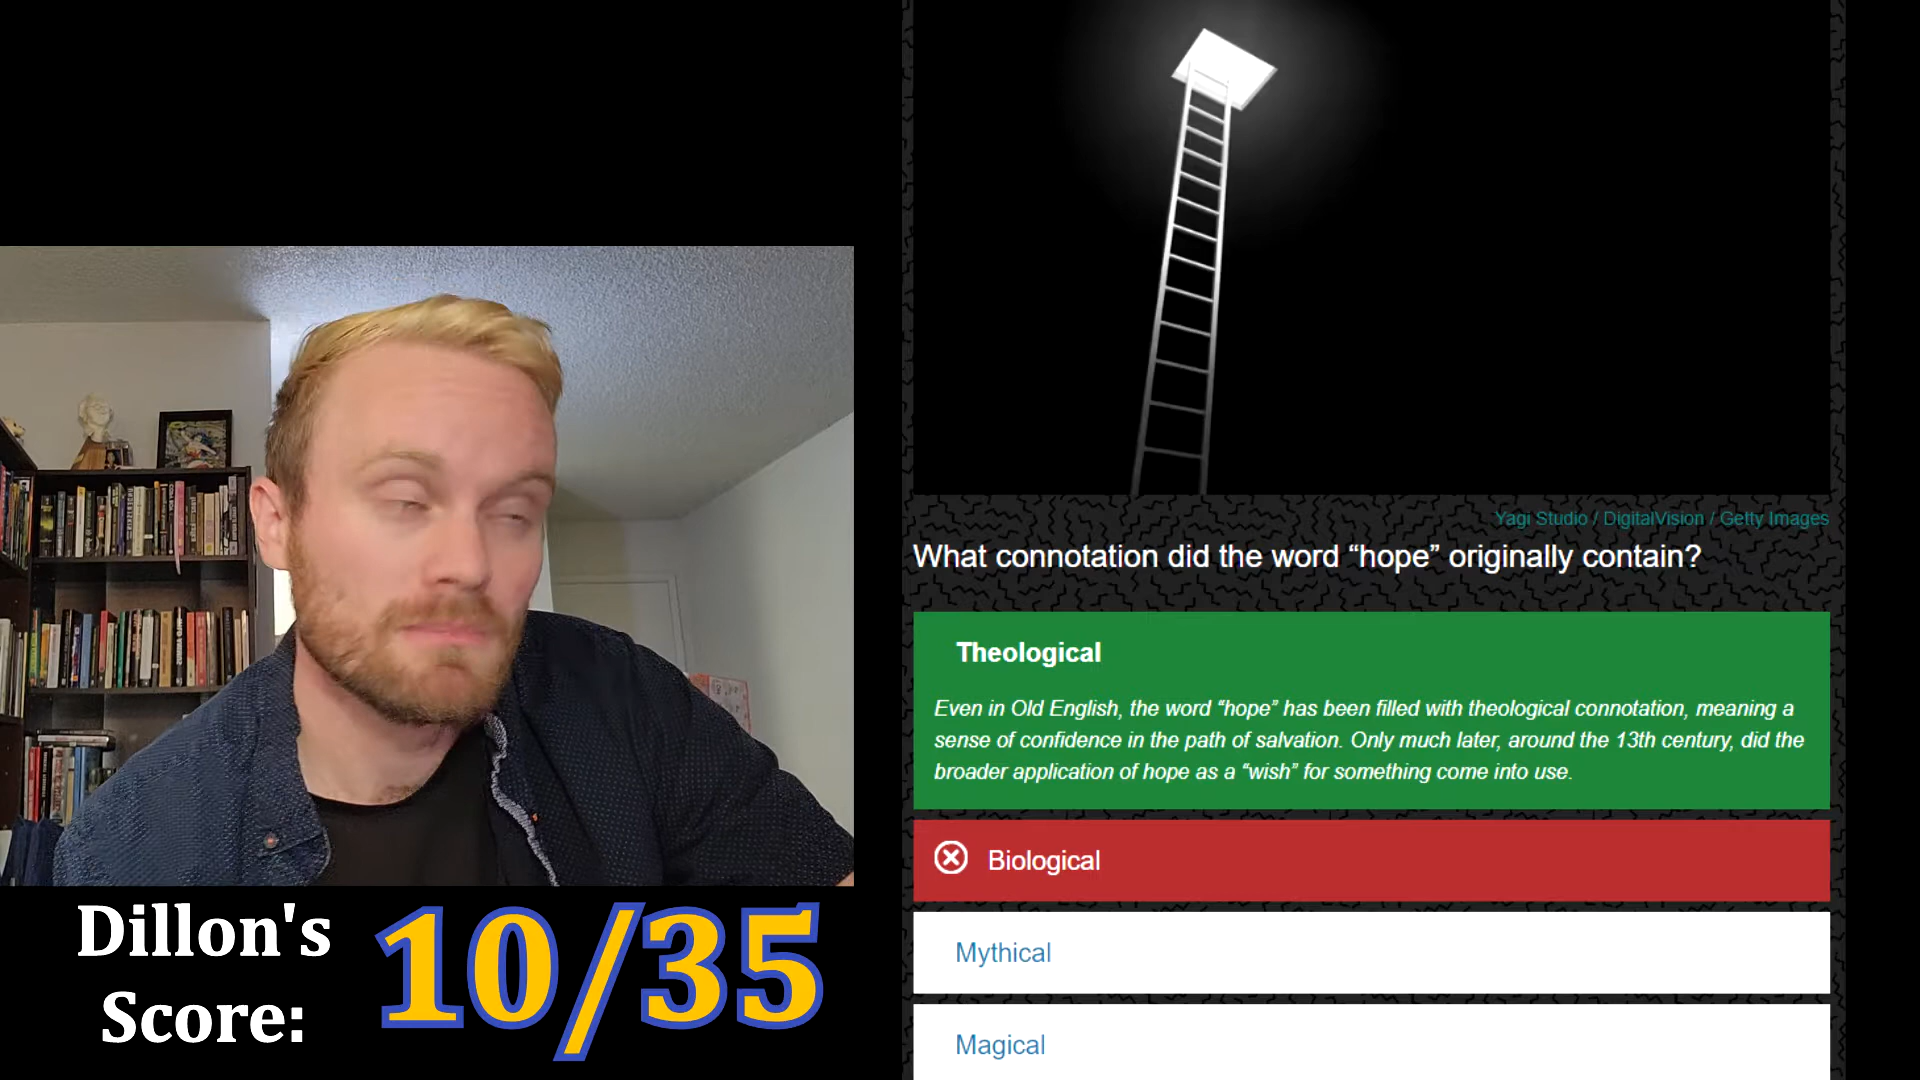 Yagi Studio / DigitalVision / Getty Images
What connotation did the word “hope” originally contain?
Theological
Even in Old English, the word “hope” has been filled with theological connotation, meaning a
sense of confidence in the path of salvation. Only much later, around the 13th century, did the
broader application of hope as a “wish” for something come into use.
Biological
Mythical
Magical
Dillon's
Score:
10/35